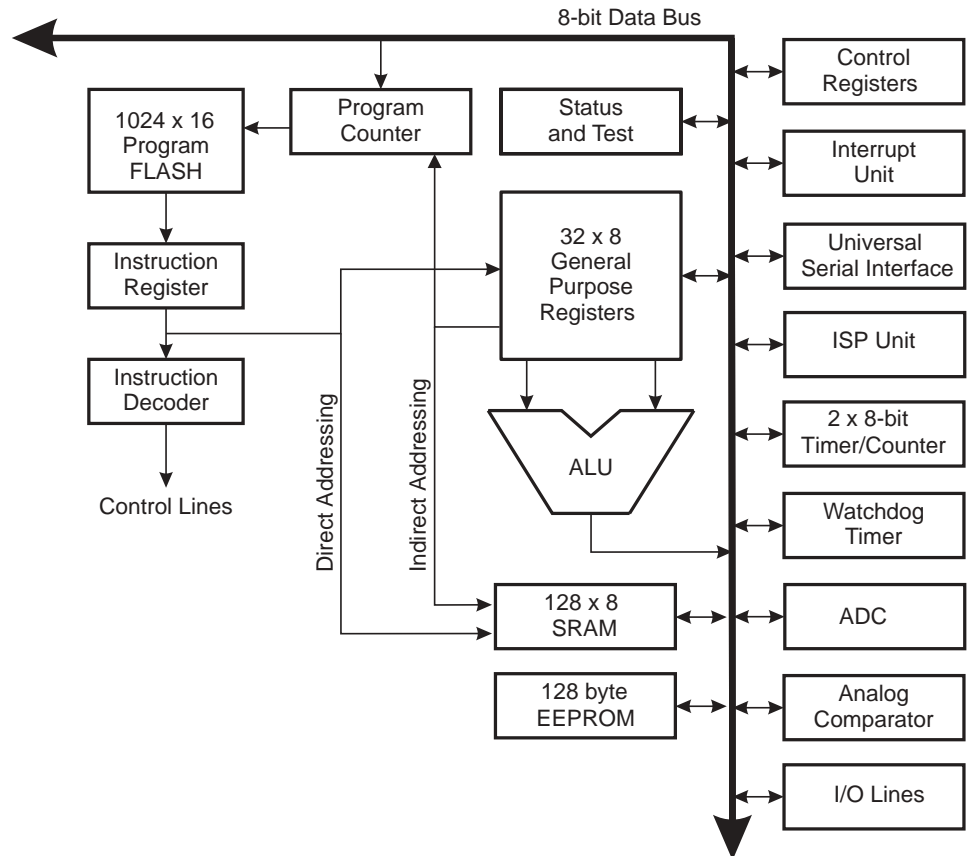 8-bit Data Bus
1024 x 16
Program
FLASH
Program
Counter
Status
and Test
Control
Registers
Interrupt
Unit
32 x 8
General
Purpose
Registers
Universal
Serial Interface
Instruction
Register
ISP Unit
Instruction
Decoder
2 x 8-bit
Timer/Counter
Direct Addressing
Indirect Addressing
ALU
Control Lines
Watchdog
Timer
128 x 8
SRAM
ADC
128 byte
EEPROM
Analog
Comparator
I/O Lines